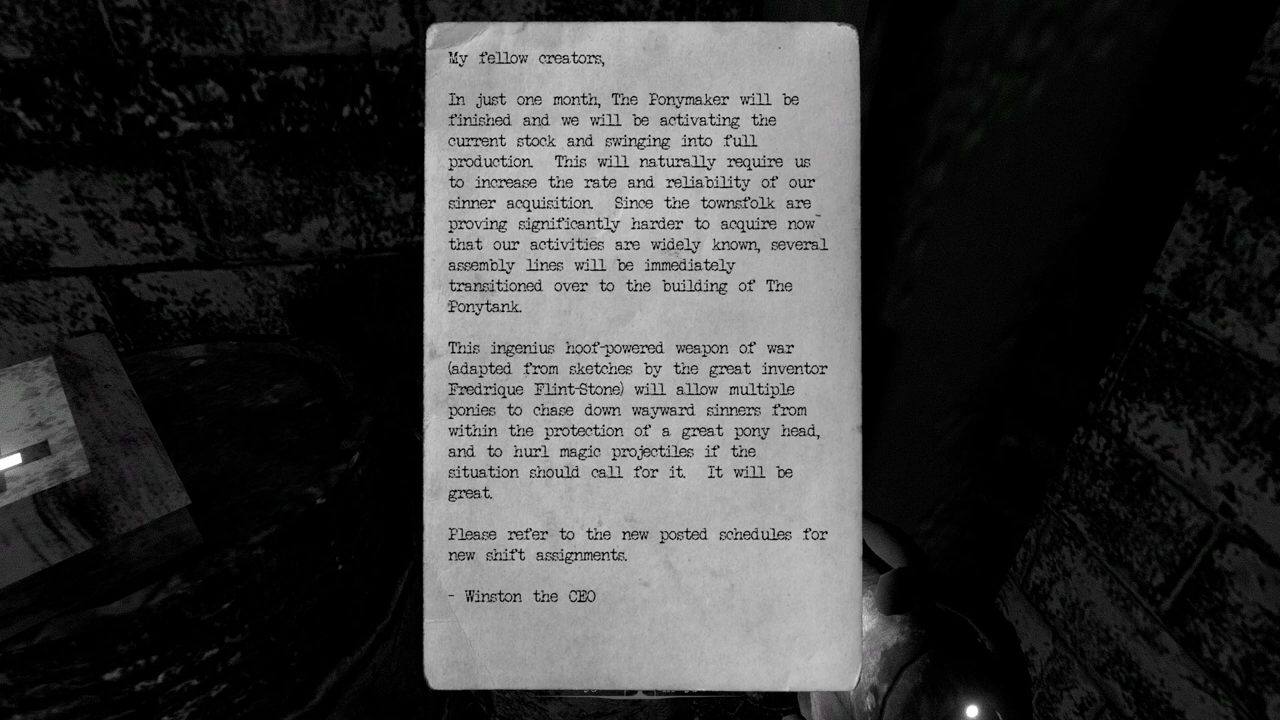 My fellow creators,
In just one month, The Ponymaker will be
finished and we will be activating the
current stock and swinging into full
production.  This will naturally require us
to increase the rate and reliability of our
sinner acquisition.  Since the townsfolk are
proving significantly harder to acquire now
that our activities are widely known, several
assembly lines will be immediately
transitioned over to the building of The
Ponytank.
This ingenius hoof-powered weapon of war
(adapted from sketches by the great inventor
Fredrique Flint-Stone) will allow multiple
ponies to chase down wayward sinners from
within the protection of a great pony head,
and to hurl magic projectiles if the
situation should call for it.  It will be
great.
Please refer to the new posted schedules for
new shift assignments.
- Winston the CEO